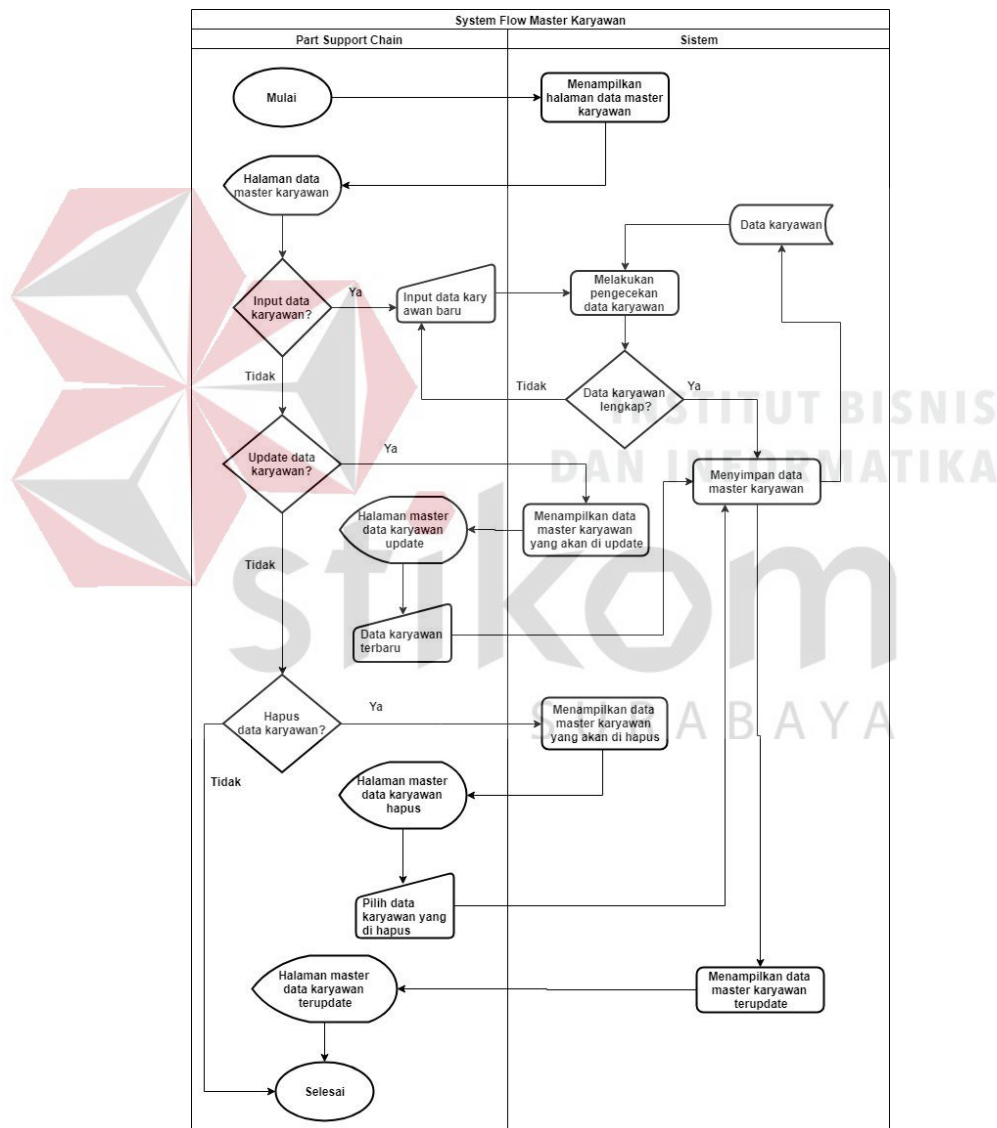 System Flow Master Karyawan
Part Support Chain
Sistem
Mulai
Menampilkan
halaman data master
karyawan
Halaman data
master karyawan
Data karyawan
Input data
karyawan?
Ya
Input data kary
awan baru
Melakukan
pengecekan
data karyawan
Tidak
Tidak
Data karyawan
lengkap?
Ya
INSTITUT BISNIS
DAN INFORMATIKA
Update data
karyawan?
Ya
Menyimpan data
master karyawan
Halaman master
data karyawan
update
Menampilkan data
master karyawan
yang akan di update
Tidak
stikom
SURABAYA
Data karyawan
terbaru
Hapus
data karyawan?
Ya
Menampilkan data
master karyawan
yang akan di hapus
Tidak
Halaman master
data karyawan
hapus
Pilih data
karyawan yang
di hapus
Halaman master
data karyawan
terupdate
Menampilkan data
master karyawan
terupdate
Selesai